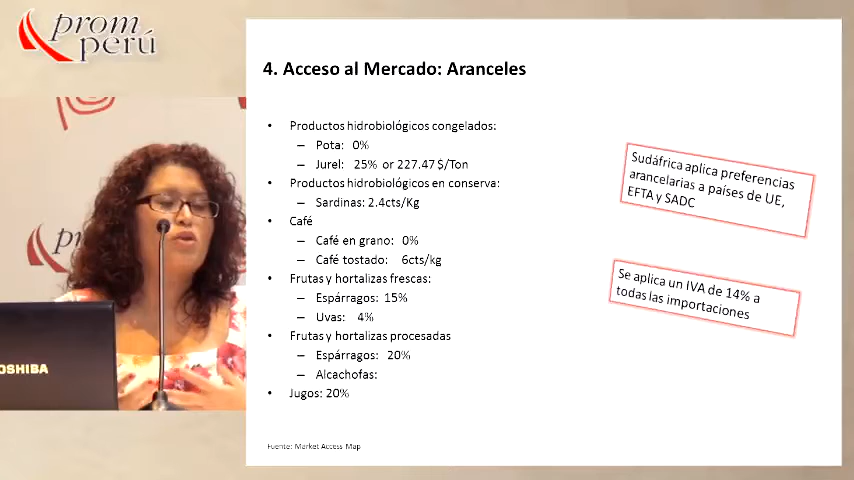 prom
perú
4. Acceso al Mercado: Aranceles
• Productos hidrobiológicos congelados:
– Pota: 0%
– Jurel: 25% or 227.47 $/Ton
• Productos hidrobiológicos en conserva:
– Sardinas: 2.4cts/Kg
• Café
– Café en grano: 0%
– Café tostado: 6cts/kg
• Frutas y hortalizas frescas:
– Espárragos: 15%
– Uvas: 4%
• Frutas y hortalizas procesadas
– Espárragos: 20%
– Alcachofas:
• Jugos: 20%
Sudáfrica aplica preferencias
arancelarias a países de UE,
EFTA y SADC
Se aplica un IVA de 14% a
todas las importaciones
Fuente: Market Access Map
OSHIBA